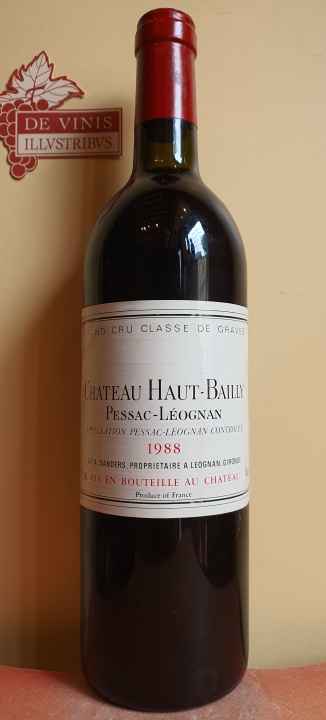 DE VINIS
ILLVSTRIBVS
GRAND CRU CLASSE DE GRAVES
CHATEAU HAUT-BAILLY
PESSAC-LÉOGNAN
APPELLATION PESSAC-LEOGNAN CONTROLÉE
1988
SANDERS, PROPRIETAIRE A LEOGNAN, GIRONDE
MIS EN BOUTEILLE AU CHATEAU
Produce of France